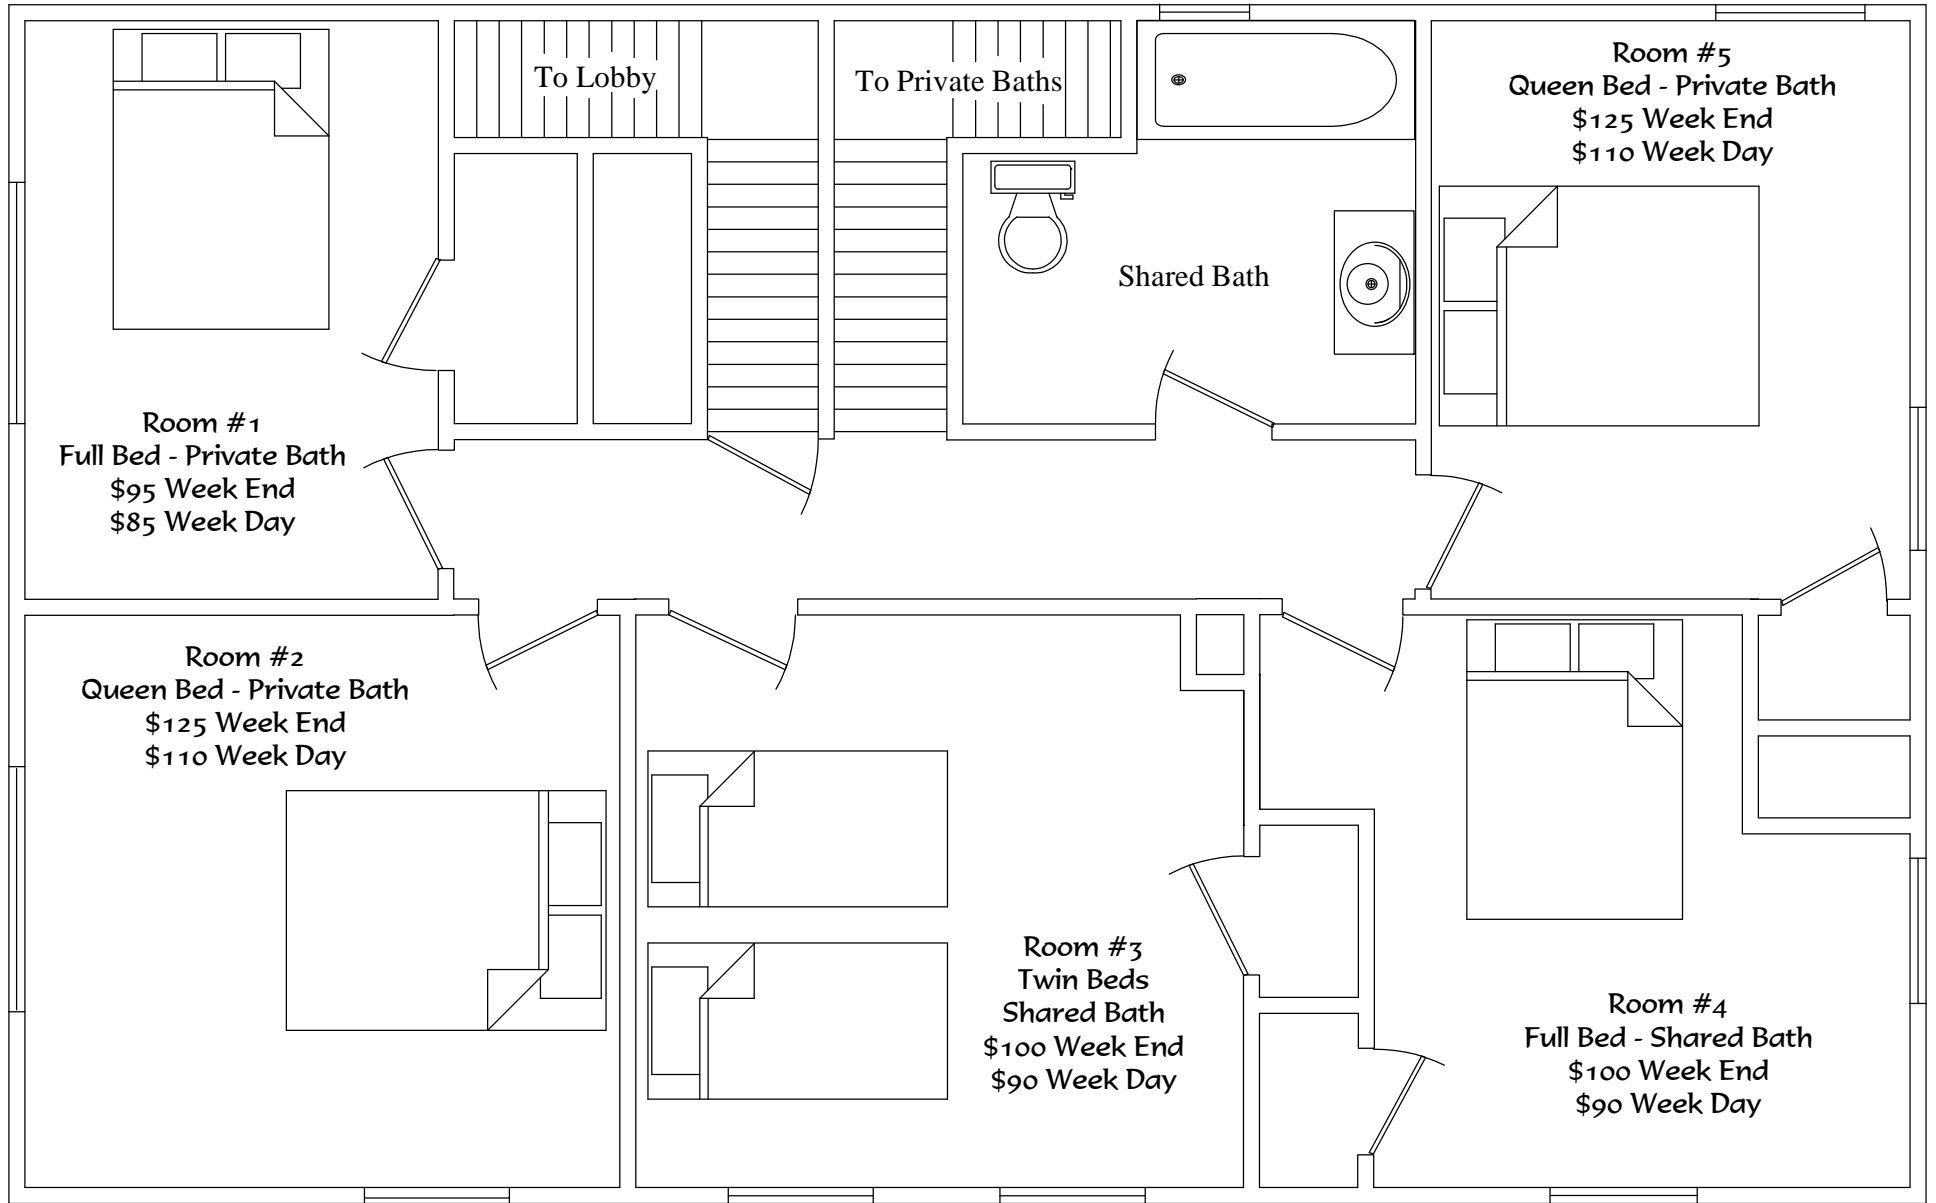 To Lobby
To Private Baths
Room #5
Queen Bed - Private Bath
$125 Week End
$110 Week Day
Shared Bath
Room #1
Full Bed - Private Bath
$95 Week End
$85 Week Day
Room #2
Queen Bed - Private Bath
$125 Week End
$110 Week Day
Room #3
Twin Beds
Shared Bath
$100 Week End
$90 Week Day
Room #4
Full Bed - Shared Bath
$100 Week End
$90 Week Day